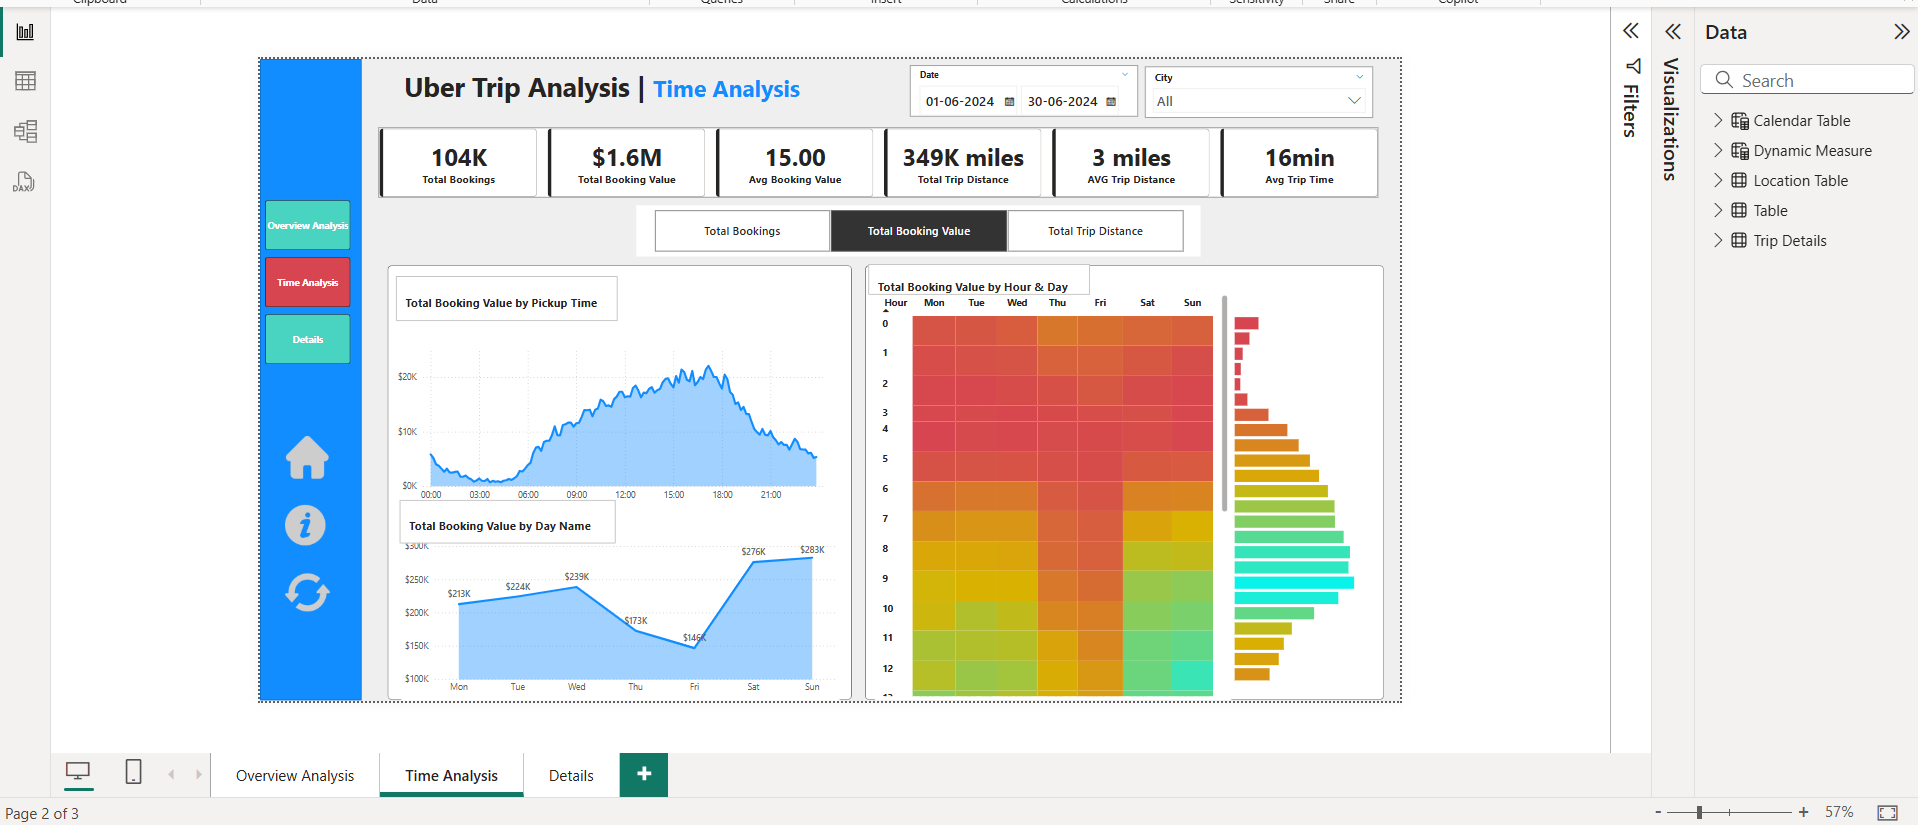 Clipboard Data Queries Insert Calculations Sensitivity Share Copilot
Uber Trip Analysis | Time Analysis
Date
01-06-2024 30-06-2024
City
All
104K
Total Bookings
$1.6M
Total Booking Value
15.00
Avg Booking Value
349K miles
Total Trip Distance
3 miles
AVG Trip Distance
16min
Avg Trip Time
Total Bookings Total Booking Value Total Trip Distance
Overview Analysis
Time Analysis
Details
Total Booking Value by Pickup Time
$20K
$10K
$0K
00:00 03:00 06:00 09:00 12:00 15:00 18:00 21:00
Total Booking Value by Day Name
$300K
$250K
$200K
$150K
$100K
$213K $224K $239K $173K $146K $276K $283K
Mon Tue Wed Thu Fri Sat Sun
Total Booking Value by Hour & Day
Hour Mon Tue Wed Thu Fri Sat Sun
0
1
2
3
4
5
6
7
8
9
10
11
12
Filters
Visualizations
Data
Search
Calendar Table
Dynamic Measure
Location Table
Table
Trip Details
DAX
Overview Analysis Time Analysis Details +
Page 2 of 3
- + 57%